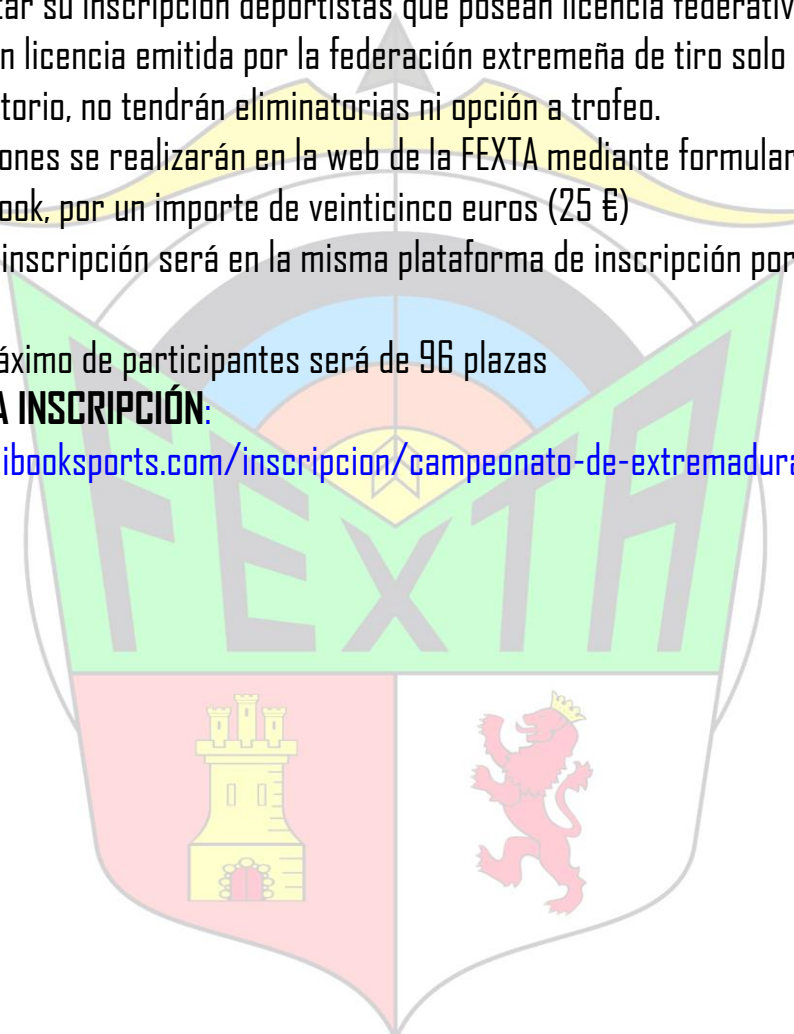 tar su inscripción deportistas que posean licencia federativ
n licencia emitida por la federación extremeña de tiro solo
torio, no tendrán eliminatorias ni opción a trofeo.
ones se realizarán en la web de la FEXTA mediante formular
ook, por un importe de veinticinco euros (25 €)
inscripción será en la misma plataforma de inscripción por
áximo de participantes será de 96 plazas
A INSCRIPCIÓN:
ibooksports.com/inscripcion/campeonato-de-extremadura
FEXTA